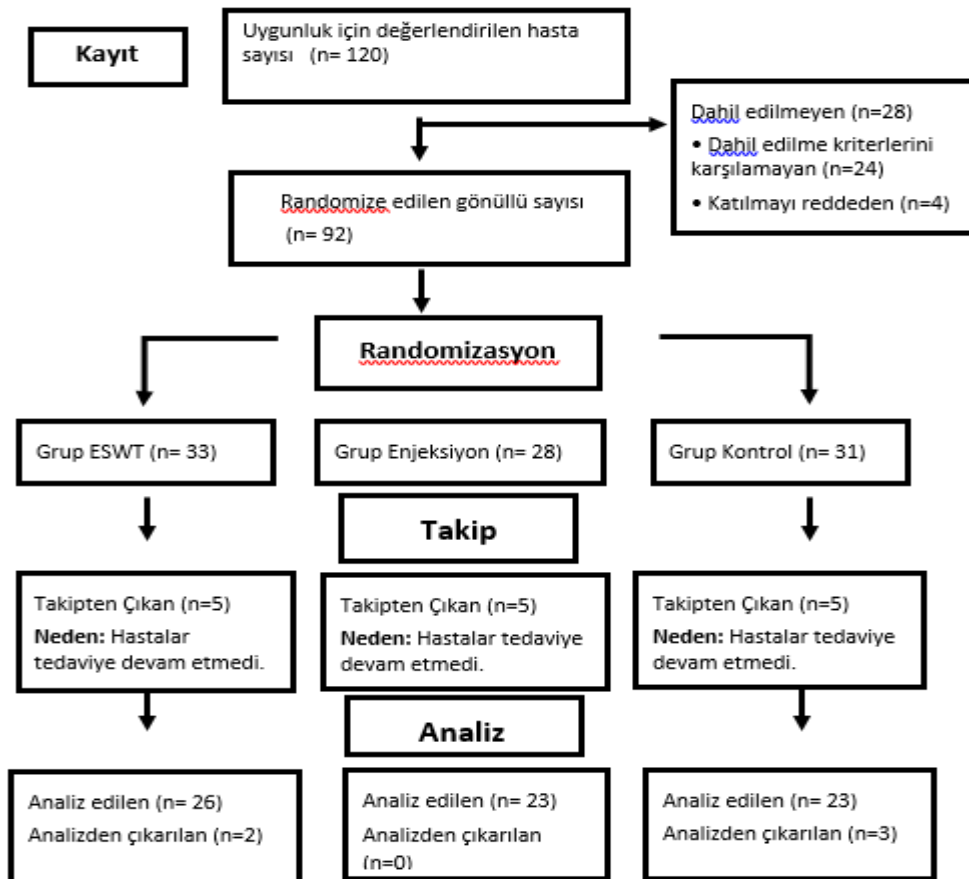 Kayıt
Uygunluk için değerlendirilen hasta
sayısı (n= 120)
Dahil edilmeyen (n=28)
• Dahil edilme kriterlerini
karşılamayan (n=24)
• Katılmayı reddeden (n=4)
Randomize edilen gönüllü sayısı
(n= 92)
Randomizasyon
Grup ESWT (n= 33)
Grup Enjeksiyon (n= 28)
Grup Kontrol (n= 31)
Takip
Takipten Çıkan (n=5)
Neden: Hastalar
tedaviye devam etmedi.
Takipten Çıkan (n=5)
Neden: Hastalar tedaviye
devam etmedi.
Takipten Çıkan (n=5)
Neden: Hastalar tedaviye
devam etmedi.
Analiz
Analiz edilen (n= 26)
Analizden çıkarılan (n=2)
Analiz edilen (n= 23)
Analizden çıkarılan
(n=0)
Analiz edilen (n= 23)
Analizden çıkarılan (n=3)